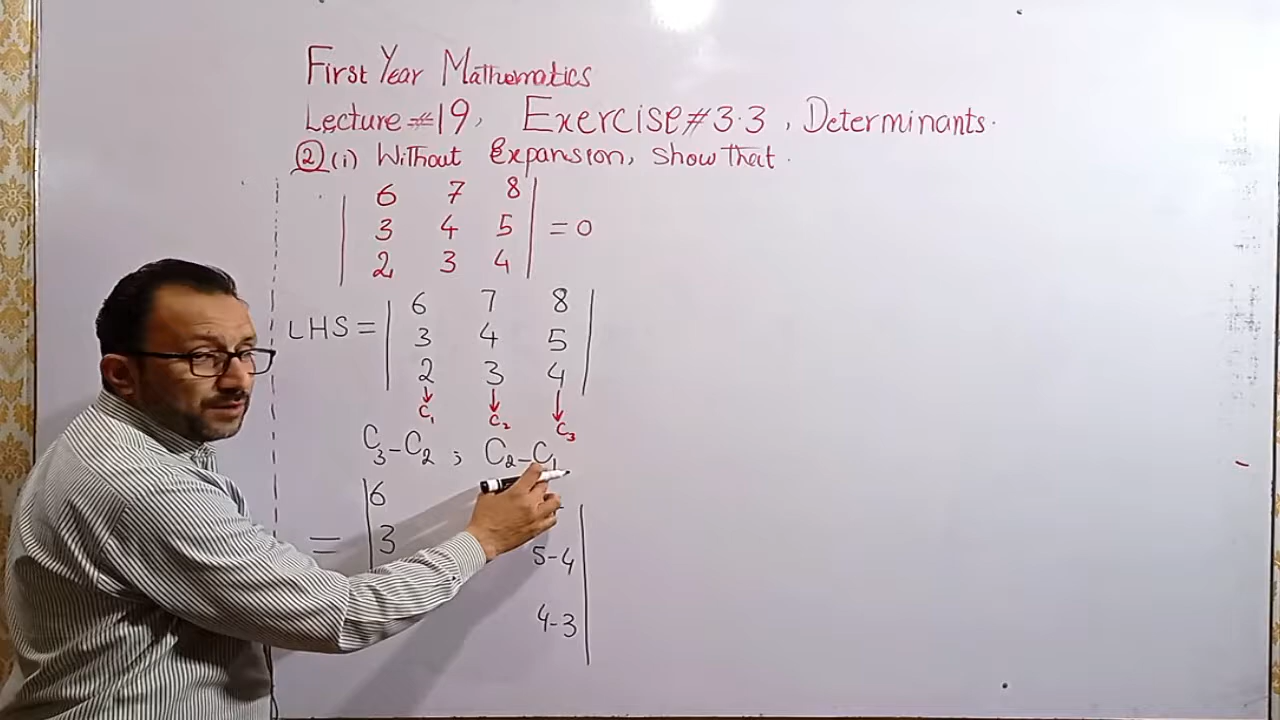 First Year Mathematics
Lecture #19, Exercise #3.3, Determinants.
② (i) Without Expansion, show that.
| 6 7 8 |
| 3 4 5 | = 0
| 2 3 4 |
| 6 7 8 |
LHS = | 3 4 5 |
| 2 3 4 |
↓ ↓ ↓
C₁ C₂ C₃
C₃-C₂ ; C₂-C₁
| 6
= | 3 5-4 |
4-3 |